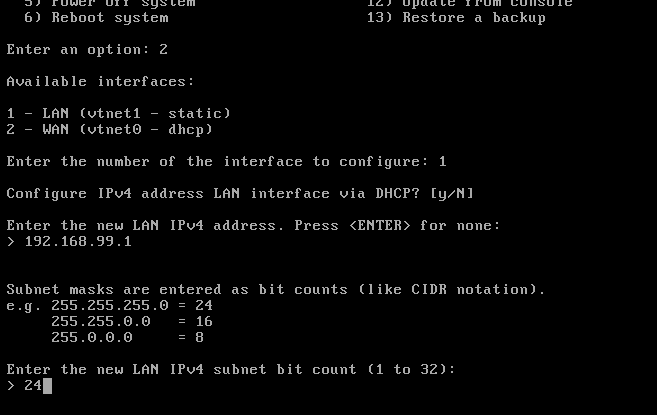 5) Power off system                   12) Update from console
6) Reboot system                      13) Restore a backup
Enter an option: 2
Available interfaces:
1 - LAN (vtnet1 - static)
2 - WAN (vtnet0 - dhcp)
Enter the number of the interface to configure: 1
Configure IPv4 address LAN interface via DHCP? [y/N]
Enter the new LAN IPv4 address. Press <ENTER> for none:
> 192.168.99.1
Subnet masks are entered as bit counts (like CIDR notation).
e.g. 255.255.255.0 = 24
     255.255.0.0   = 16
     255.0.0.0     = 8
Enter the new LAN IPv4 subnet bit count (1 to 32):
> 24